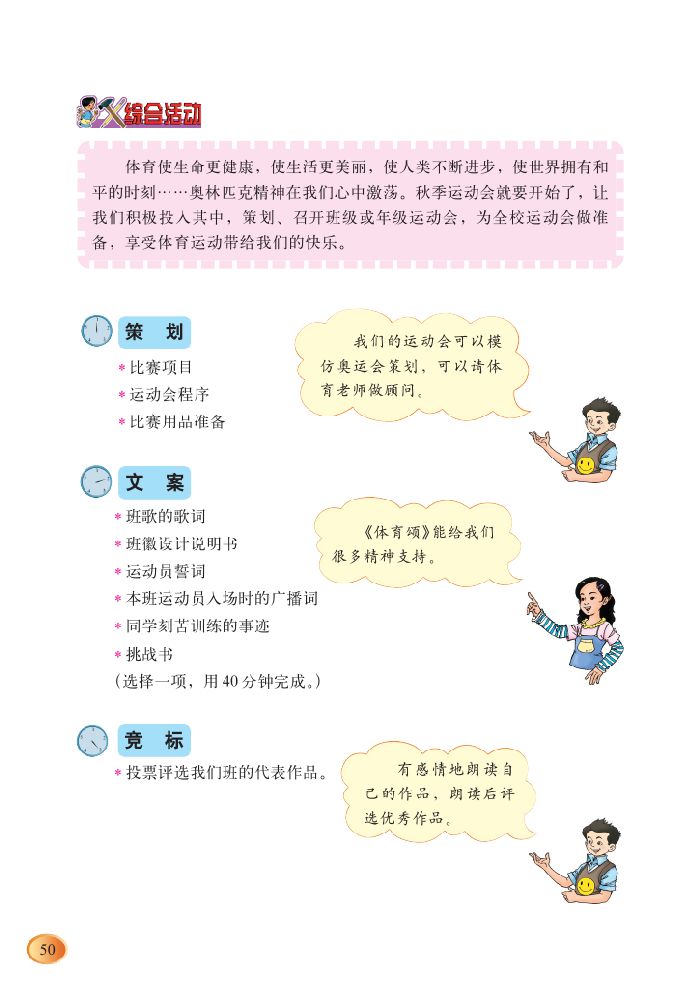 综合活动
体育使生命更健康，使生活更美丽，使人类不断进步，使世界拥有和
平的时刻……奥林匹克精神在我们心中激荡。秋季运动会就要开始了，让
我们积极投入其中，策划、召开班级或年级运动会，为全校运动会做准
备，享受体育运动带给我们的快乐。
策 划
*比赛项目
*运动会程序
*比赛用品准备
我们的运动会可以模
仿奥运会策划，可以请体
育老师做顾问。
文 案
*班歌的歌词
*班徽设计说明书
*运动员誓词
*本班运动员入场时的广播词
*同学刻苦训练的事迹
*挑战书
（选择一项，用 40 分钟完成。）
《体育颂》能给我们
很多精神支持。
竞 标
*投票评选我们班的代表作品。
有感情地朗读自
己的作品，朗读后评
选优秀作品。
50